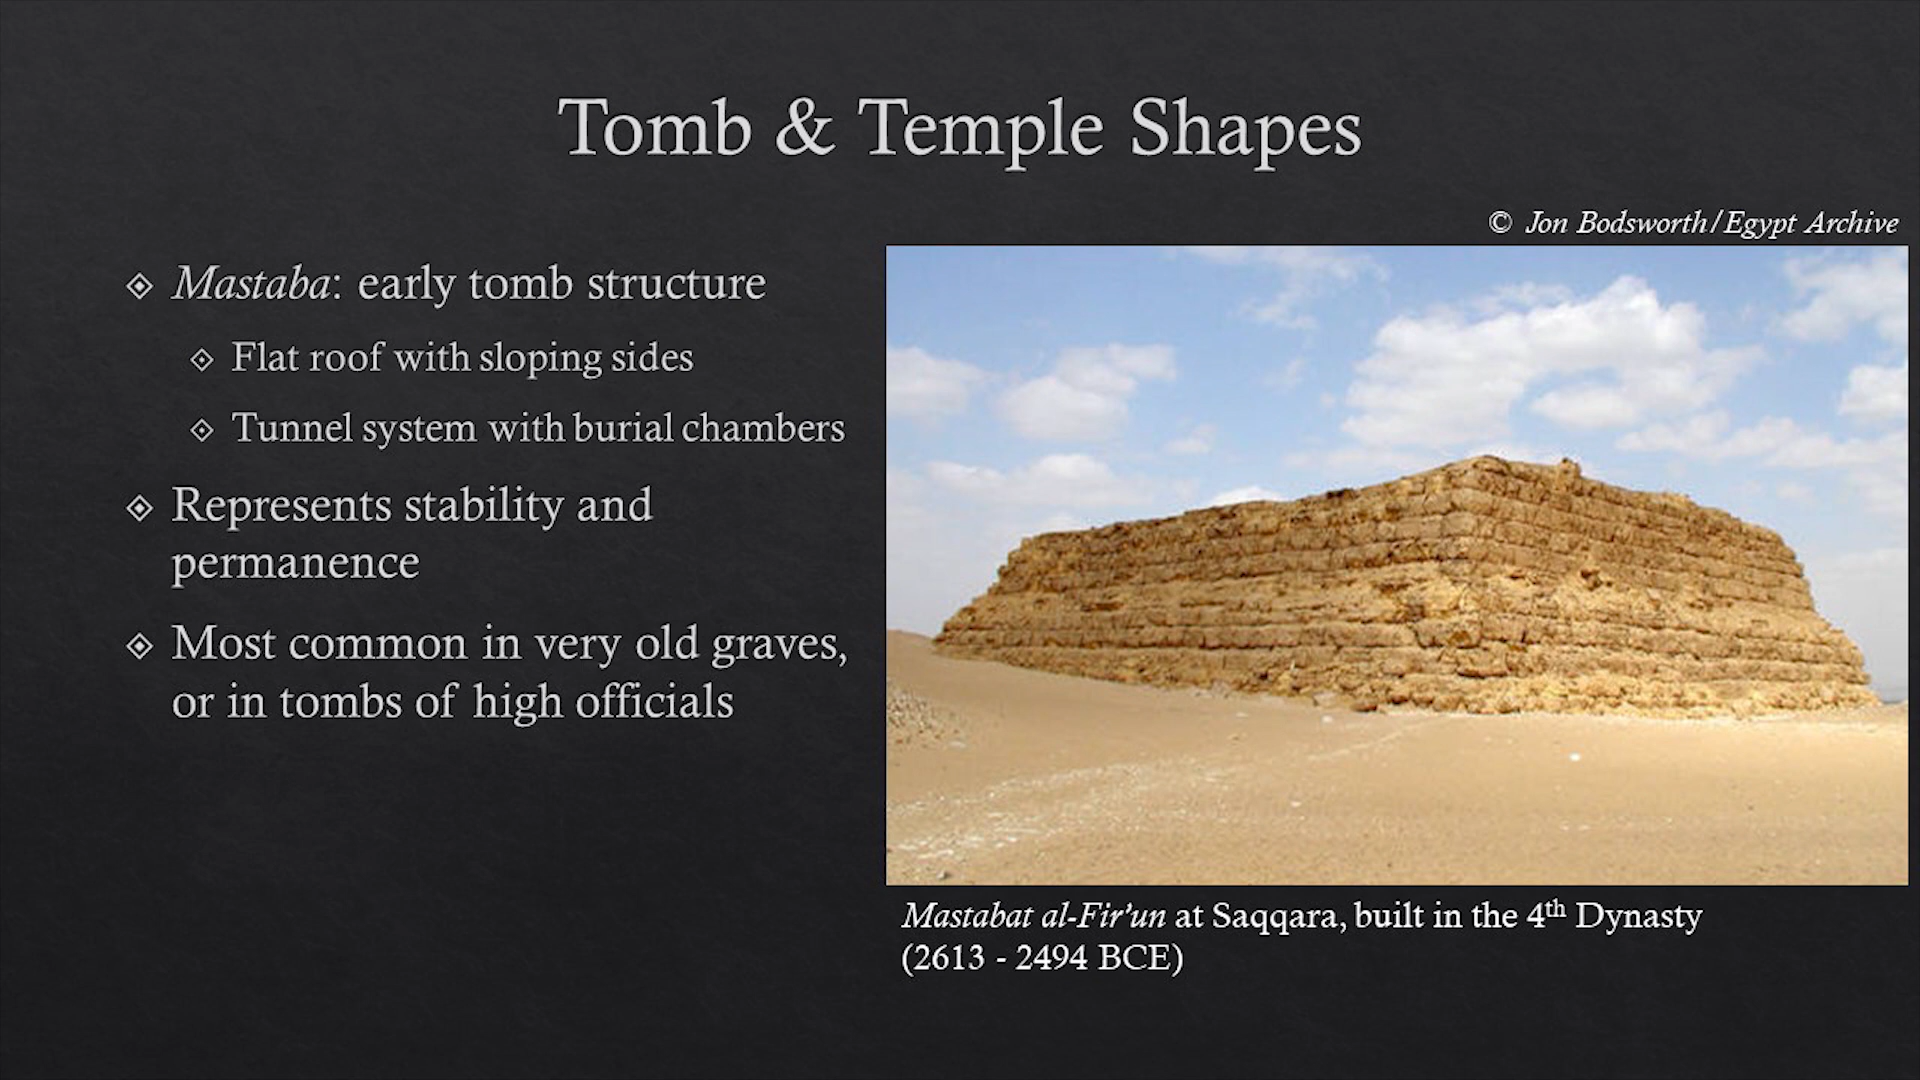 Tomb & Temple Shapes
© Jon Bodsworth/Egypt Archive
Mastaba: early tomb structure
Flat roof with sloping sides
Tunnel system with burial chambers
Represents stability and
permanence
Most common in very old graves,
or in tombs of high officials
Mastabat al-Fir’un at Saqqara, built in the 4th Dynasty
(2613 - 2494 BCE)